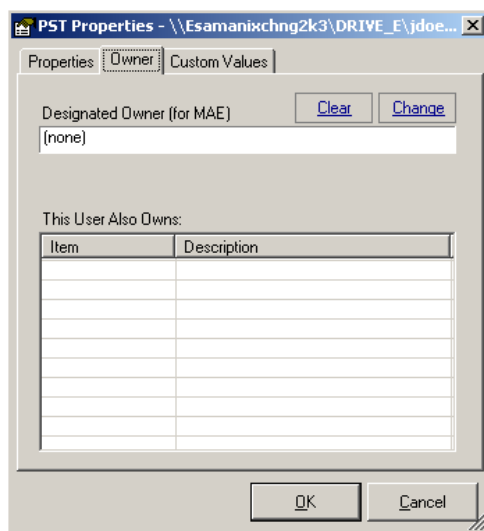 PST Properties - \\Esamanixchng2k3\DRIVE_E\jdoe...
Properties Owner Custom Values
Designated Owner (for MAE) Clear Change
(none)
This User Also Owns:
Item Description
OK Cancel